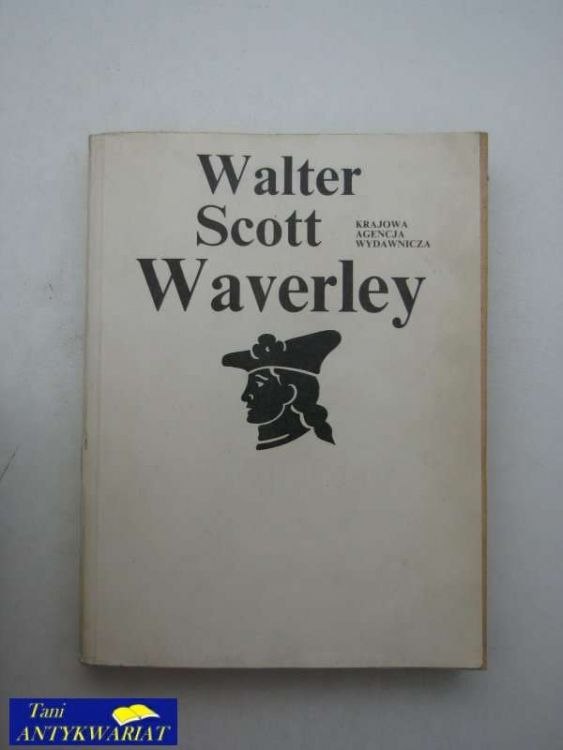 Walter
Scott
KRAJOWA
AGENCJA
WYDAWNICZA
Waverley
Tani
ANTYKWARIAT